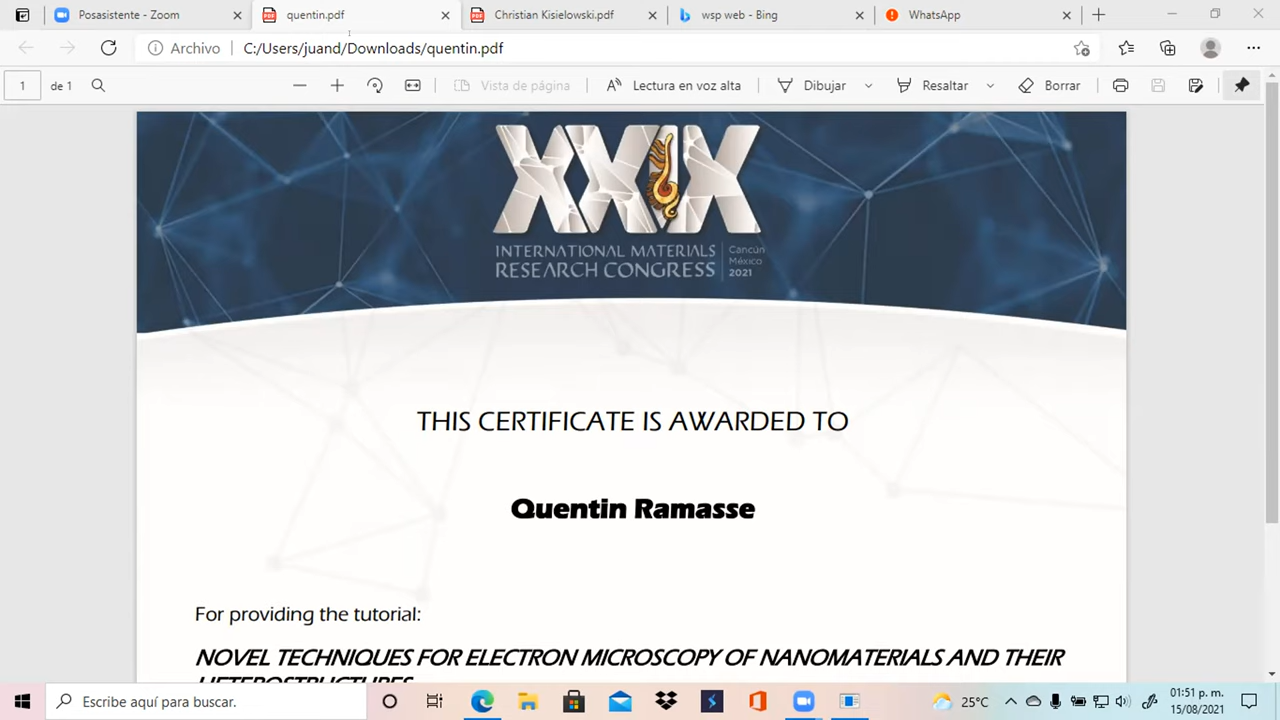 Posasistente - Zoom
quentin.pdf
Christian Kisielowski.pdf
wsp web - Bing
WhatsApp
Archivo
C:/Users/juand/Downloads/quentin.pdf
1 de 1
Vista de página
Lectura en voz alta
Dibujar
Resaltar
Borrar
XXIX
INTERNATIONAL MATERIALS
RESEARCH CONGRESS
Cancún
México
2021
THIS CERTIFICATE IS AWARDED TO
Quentin Ramasse
For providing the tutorial:
NOVEL TECHNIQUES FOR ELECTRON MICROSCOPY OF NANOMATERIALS AND THEIR
HETEROSTRUCTURES
Escribe aquí para buscar.
25°C
01:51 p. m.
15/08/2021